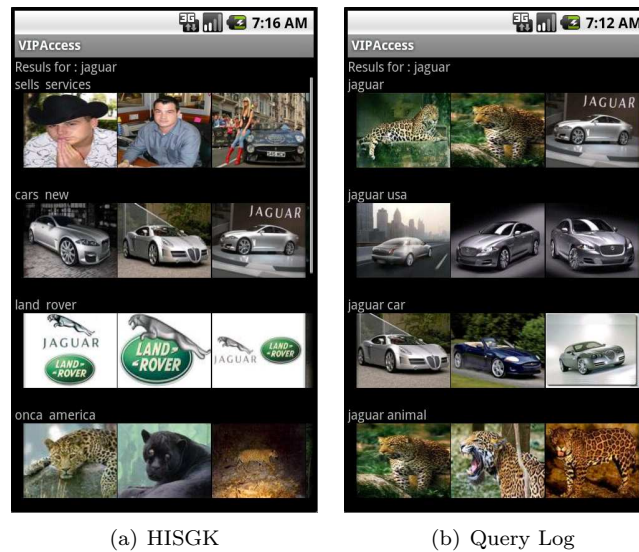 7:16 AM
VIPAccess
Resuls for : jaguar
sells services
cars new
JAGUAR
land rover
JAGUAR
LAND-
ROVER
LAND-
ROVER
JAGUAR
LAND-
ROVER
onca america
(a) HISGK
7:12 AM
VIPAccess
Resuls for : jaguar
jaguar
JAGUAR
jaguar usa
jaguar car
jaguar animal
(b) Query Log